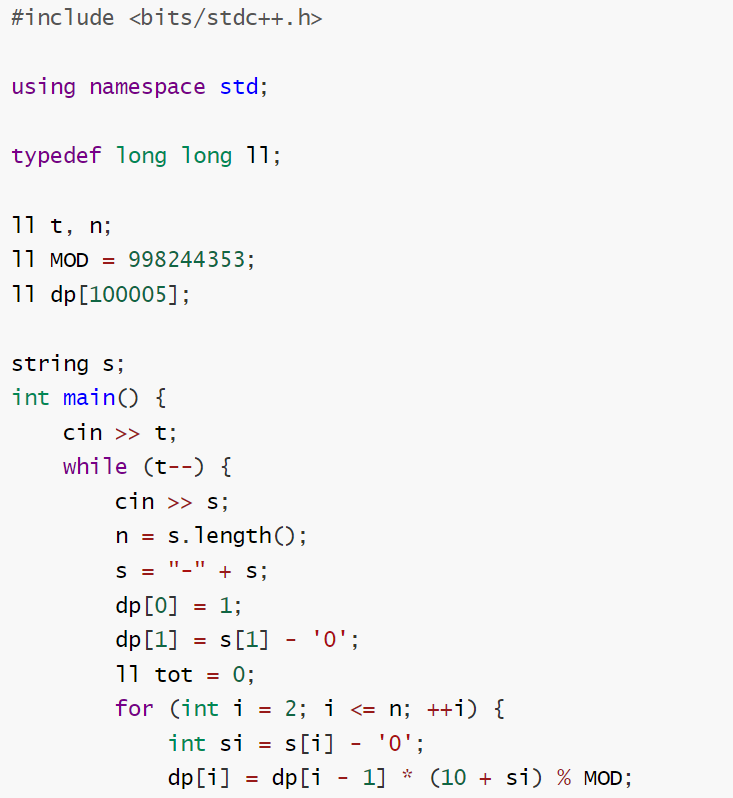 #include <bits/stdc++.h>
using namespace std;
typedef long long ll;
ll t, n;
ll MOD = 998244353;
ll dp[100005];
string s;
int main() {
    cin >> t;
    while (t--) {
        cin >> s;
        n = s.length();
        s = "-" + s;
        dp[0] = 1;
        dp[1] = s[1] - '0';
        ll tot = 0;
        for (int i = 2; i <= n; ++i) {
            int si = s[i] - '0';
            dp[i] = dp[i - 1] * (10 + si) % MOD;